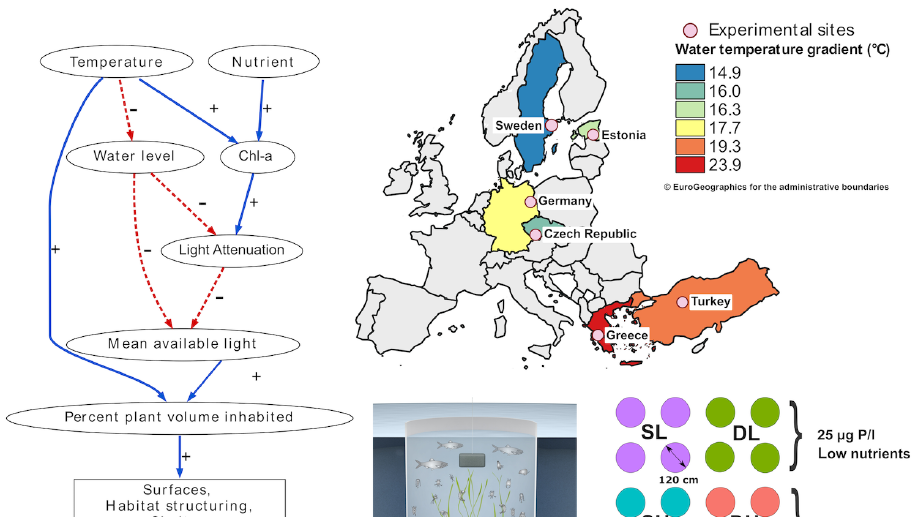 Temperature
Nutrient
-
+
+
Water level
Chl-a
-
+
+
-
Light Attenuation
-
Mean available light
+
Percent plant volume inhabited
+
Surfaces,
Habitat structuring,
Experimental sites
Water temperature gradient (°C)
14.9
16.0
16.3
17.7
19.3
23.9
© EuroGeographics for the administrative boundaries
Sweden
Estonia
Germany
Czech Republic
Turkey
Greece
SL
DL
120 cm
25 µg P/l
Low nutrients